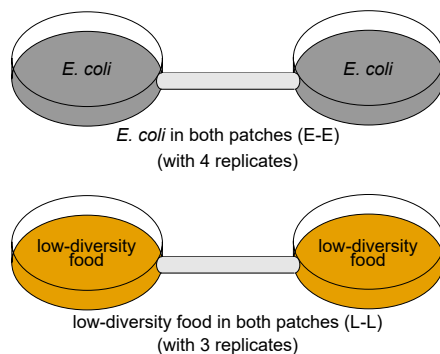 E. coli
E. coli
E. coli in both patches (E-E)
(with 4 replicates)
low-diversity
food
low-diversity
food
low-diversity food in both patches (L-L)
(with 3 replicates)